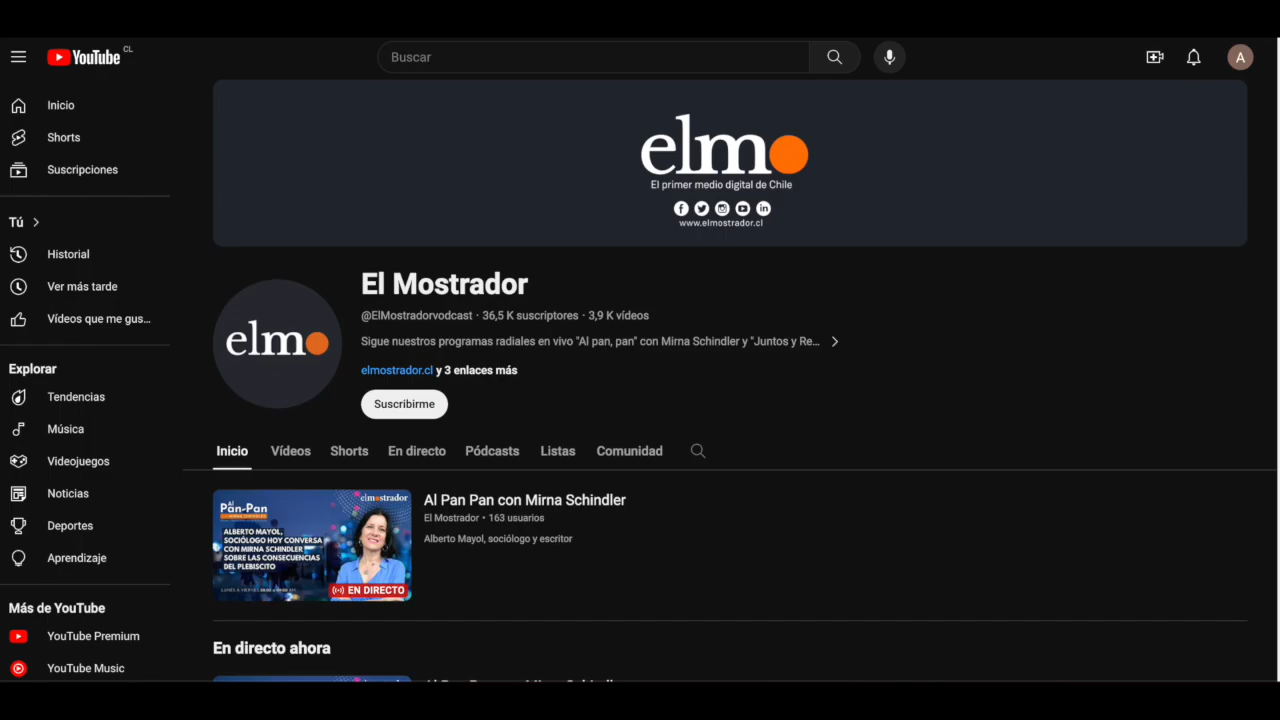 YouTube CL
Buscar
A
Inicio
Shorts
Suscripciones
Tú
Historial
Ver más tarde
Vídeos que me gus...
Explorar
Tendencias
Música
Videojuegos
Noticias
Deportes
Aprendizaje
Más de YouTube
YouTube Premium
YouTube Music
elmo
El primer medio digital de Chile
www.elmostrador.cl
elmo
El Mostrador
@ElMostradorvodcast · 36,5 K suscriptores · 3,9 K vídeos
Sigue nuestros programas radiales en vivo "Al pan, pan" con Mirna Schindler y "Juntos y Re...
elmostrador.cl y 3 enlaces más
Suscribirme
Inicio Vídeos Shorts En directo Pódcasts Listas Comunidad
elmostrador
Al
Pan-Pan
ALBERTO MAYOL,
SOCIÓLOGO HOY CONVERSA
CON MIRNA SCHINDLER
SOBRE LAS CONSECUENCIAS
DEL PLEBISCITO
EN DIRECTO
Al Pan Pan con Mirna Schindler
El Mostrador • 163 usuarios
Alberto Mayol, sociólogo y escritor
En directo ahora